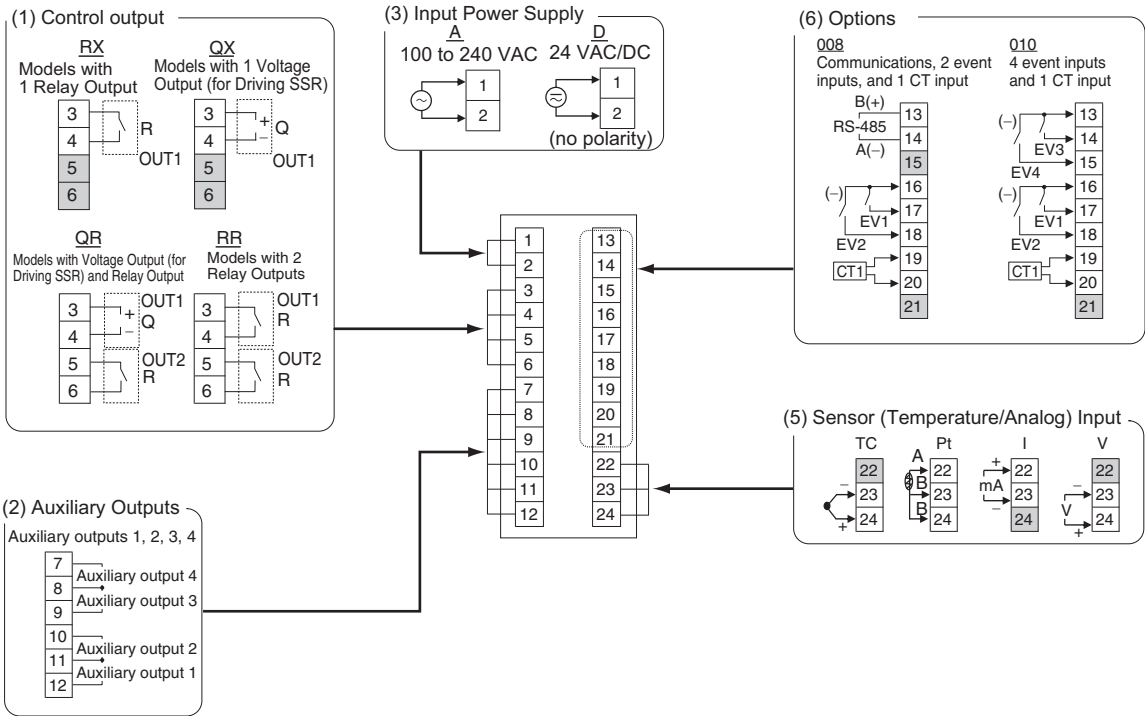 (1) Control output
RX
Models with
1 Relay Output
3
4
5
6
R
OUT1
QX
Models with 1 Voltage
Output (for Driving SSR)
3
4
5
6
+
−
Q
OUT1
QR
Models with Voltage Output (for
Driving SSR) and Relay Output
3
4
5
6
OUT1
+
Q
−
OUT2
R
RR
Models with 2
Relay Outputs
3
4
5
6
OUT1
R
OUT2
R
(3) Input Power Supply
A
100 to 240 VAC
1
2
D
24 VAC/DC
1
2
(no polarity)
(6) Options
008
Communications, 2 event
inputs, and 1 CT input
B(+)
RS-485
A(−)
(−)
EV1
EV2
CT1
13
14
15
16
17
18
19
20
21
010
4 event inputs
and 1 CT input
(−)
EV3
EV4
(−)
EV1
EV2
CT1
13
14
15
16
17
18
19
20
21
1
2
3
4
5
6
7
8
9
10
11
12
13
14
15
16
17
18
19
20
21
22
23
24
(2) Auxiliary Outputs
Auxiliary outputs 1, 2, 3, 4
7
8
9
10
11
12
Auxiliary output 4
Auxiliary output 3
Auxiliary output 2
Auxiliary output 1
(5) Sensor (Temperature/Analog) Input
TC
−
+
22
23
24
Pt
A
B
B
22
23
24
I
+
mA
−
22
23
24
V
−
V
+
22
23
24